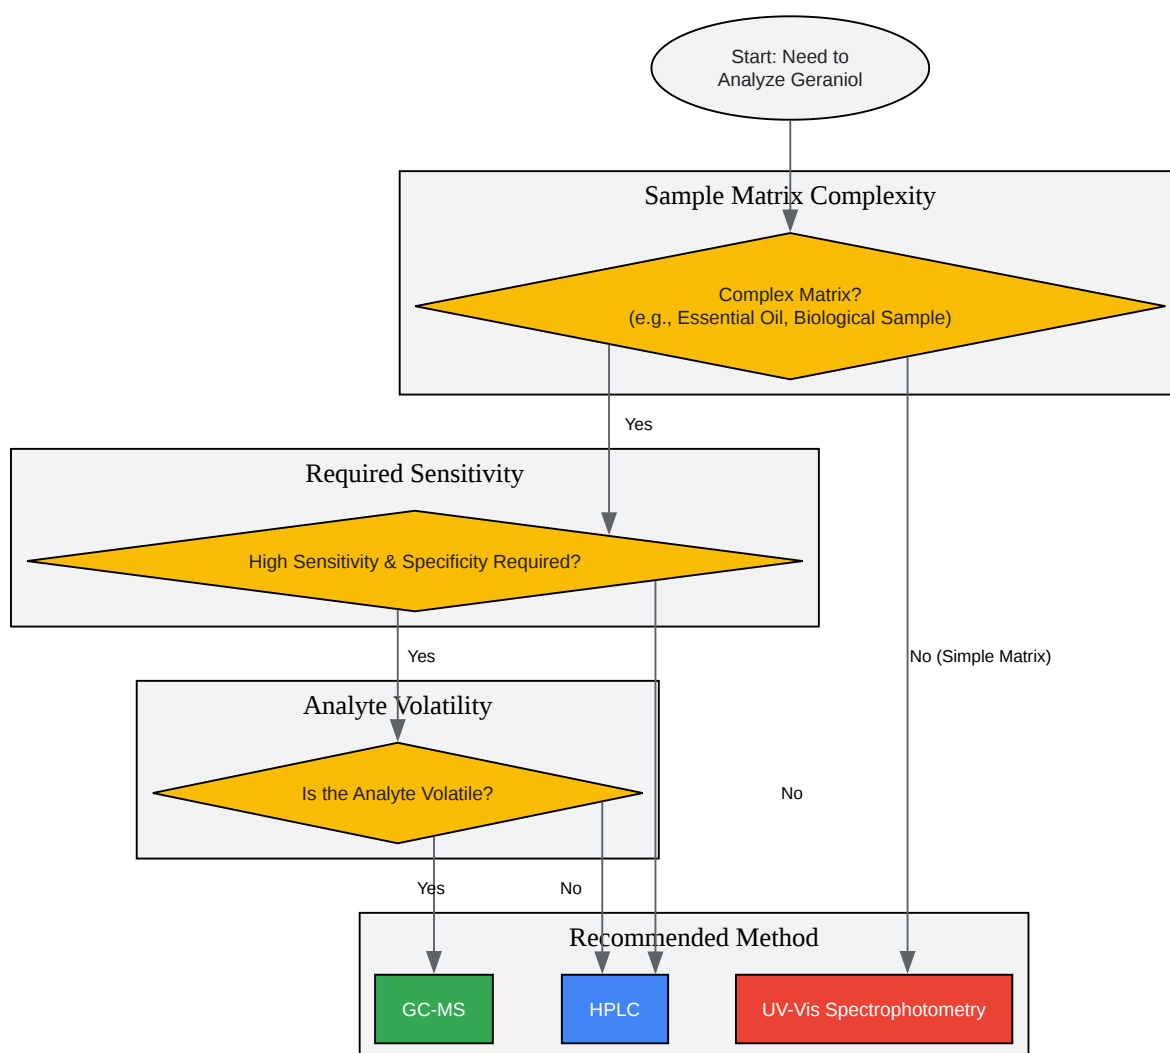 Start: Need to
Analyze Geraniol
Sample Matrix Complexity
Complex Matrix?
(e.g., Essential Oil, Biological Sample)
Yes
Required Sensitivity
High Sensitivity & Specificity Required?
Yes
No (Simple Matrix)
Analyte Volatility
Is the Analyte Volatile?
No
Yes
No
Recommended Method
GC-MS
HPLC
UV-Vis Spectrophotometry